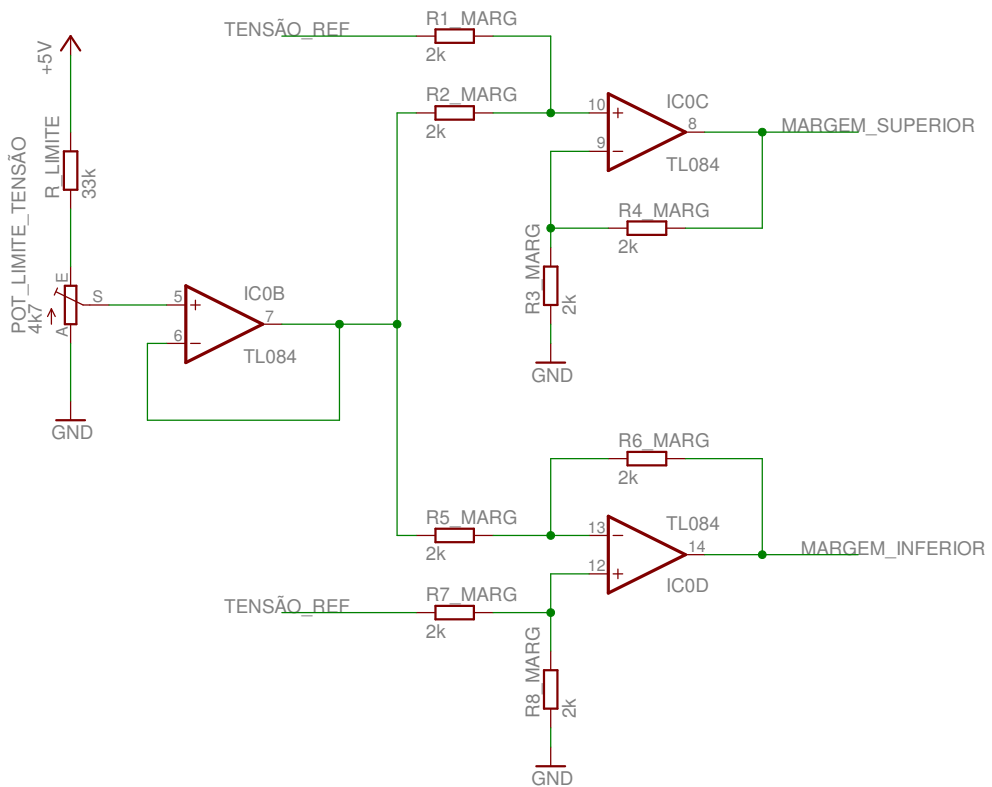 TENSÃO_REF
R1_MARG
2k
+5V
R_LIMITE
33k
R2_MARG
2k
10
+
9
−
IC0C
8
TL084
MARGEM_SUPERIOR
R4_MARG
2k
R3_MARG
2k
GND
POT_LIMITE_TENSÃO
4k7
E
S
A
GND
5
+
6
−
IC0B
7
TL084
R6_MARG
2k
R5_MARG
2k
13
−
12
+
TL084
14
IC0D
MARGEM_INFERIOR
TENSÃO_REF
R7_MARG
2k
R8_MARG
2k
GND